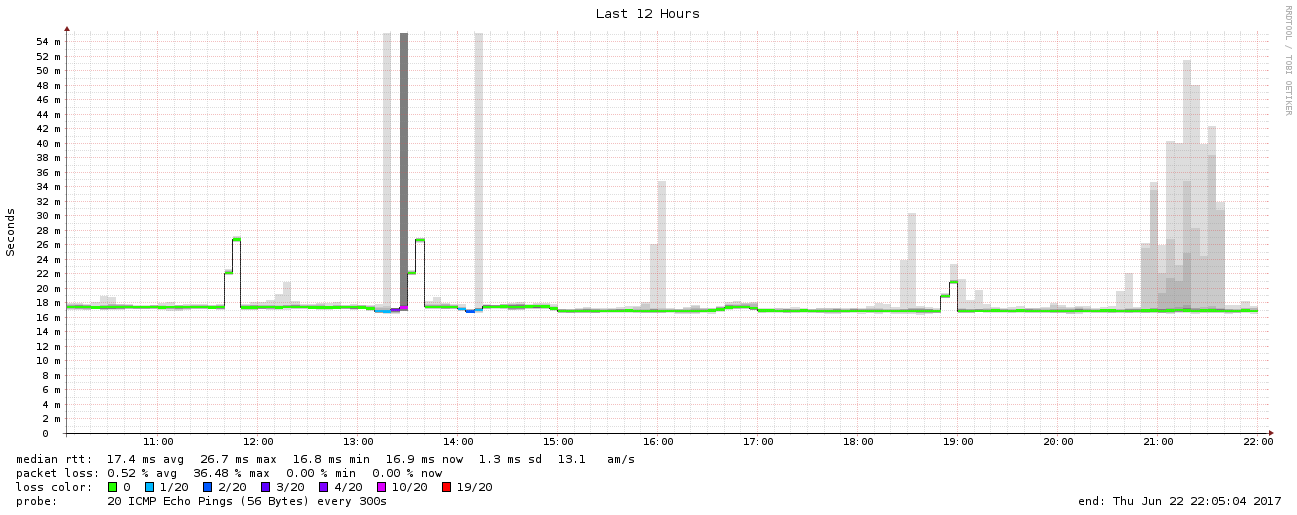 Last 12 Hours
RRDTOOL / TOBI OETIKER
Seconds
54 m
52 m
50 m
48 m
46 m
44 m
42 m
40 m
38 m
36 m
34 m
32 m
30 m
28 m
26 m
24 m
22 m
20 m
18 m
16 m
14 m
12 m
10 m
8 m
6 m
4 m
2 m
0
11:00 12:00 13:00 14:00 15:00 16:00 17:00 18:00 19:00 20:00 21:00 22:00
median rtt: 17.4 ms avg 26.7 ms max 16.8 ms min 16.9 ms now 1.3 ms sd 13.1 am/s
packet loss: 0.52 % avg 36.48 % max 0.00 % min 0.00 % now
loss color: 0 1/20 2/20 3/20 4/20 10/20 19/20
probe: 20 ICMP Echo Pings (56 Bytes) every 300s end: Thu Jun 22 22:05:04 2017